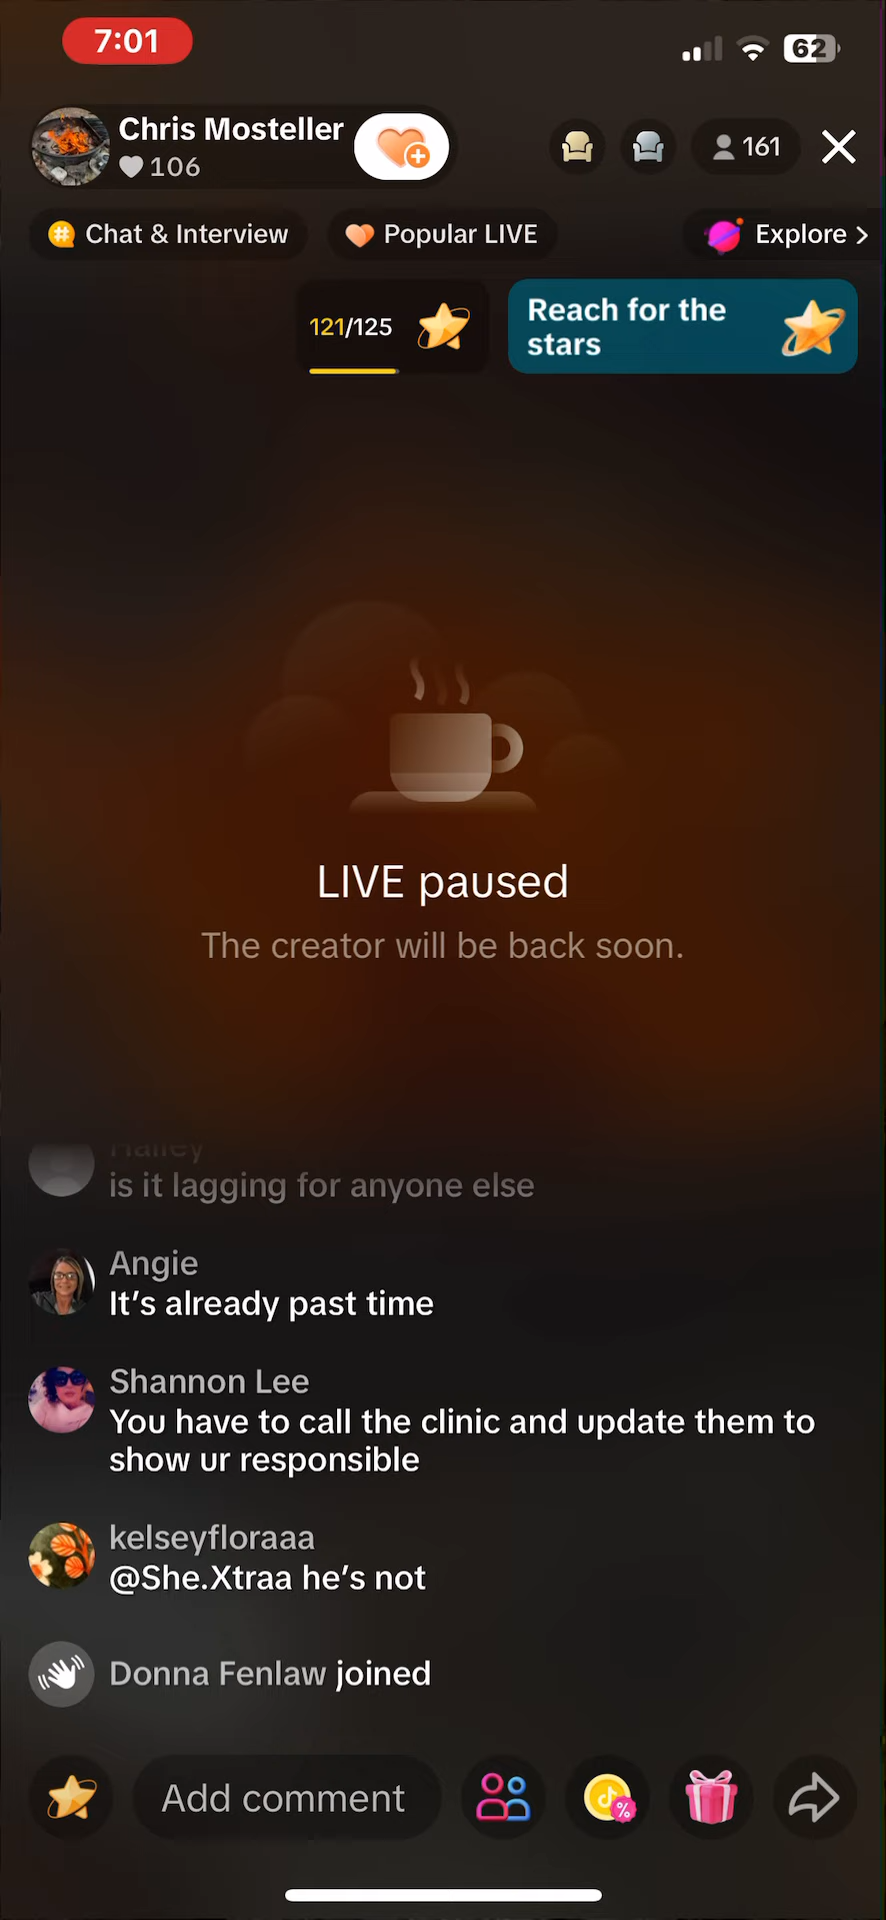 7:01
62
Chris Mosteller
106
161
Chat & Interview
Popular LIVE
Explore >
121/125
Reach for the
stars
LIVE paused
The creator will be back soon.
Hailey
is it lagging for anyone else
Angie
It's already past time
Shannon Lee
You have to call the clinic and update them to
show ur responsible
kelseyfloraaa
@She.Xtraa he's not
Donna Fenlaw joined
Add comment
%